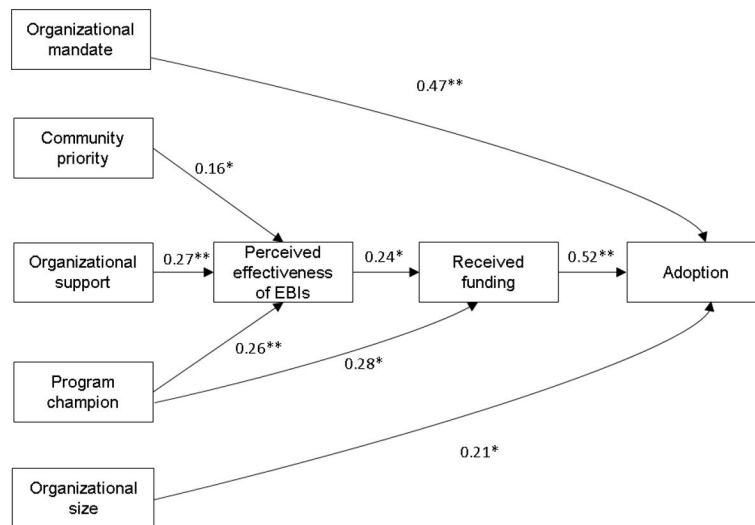 Organizational
mandate
0.47**
Community
priority
0.16*
Organizational
support
0.27**
Perceived
effectiveness
of EBIs
0.24*
Received
funding
0.52**
Adoption
0.26**
0.28*
Program
champion
0.21*
Organizational
size